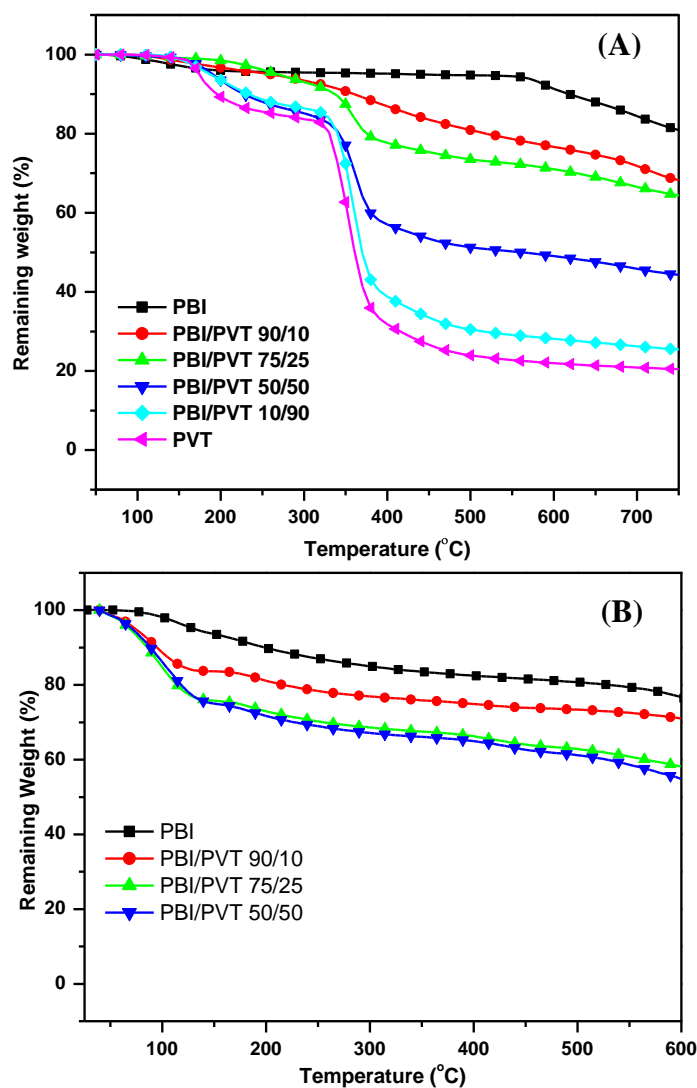 (A)
100
80
60
40
20
0
Remaining weight (%)
PBI
PBI/PVT 90/10
PBI/PVT 75/25
PBI/PVT 50/50
PBI/PVT 10/90
PVT
100 200 300 400 500 600 700
Temperature (°C)
(B)
100
80
60
40
20
0
Remaining Weight (%)
PBI
PBI/PVT 90/10
PBI/PVT 75/25
PBI/PVT 50/50
100 200 300 400 500 600
Temperature (°C)